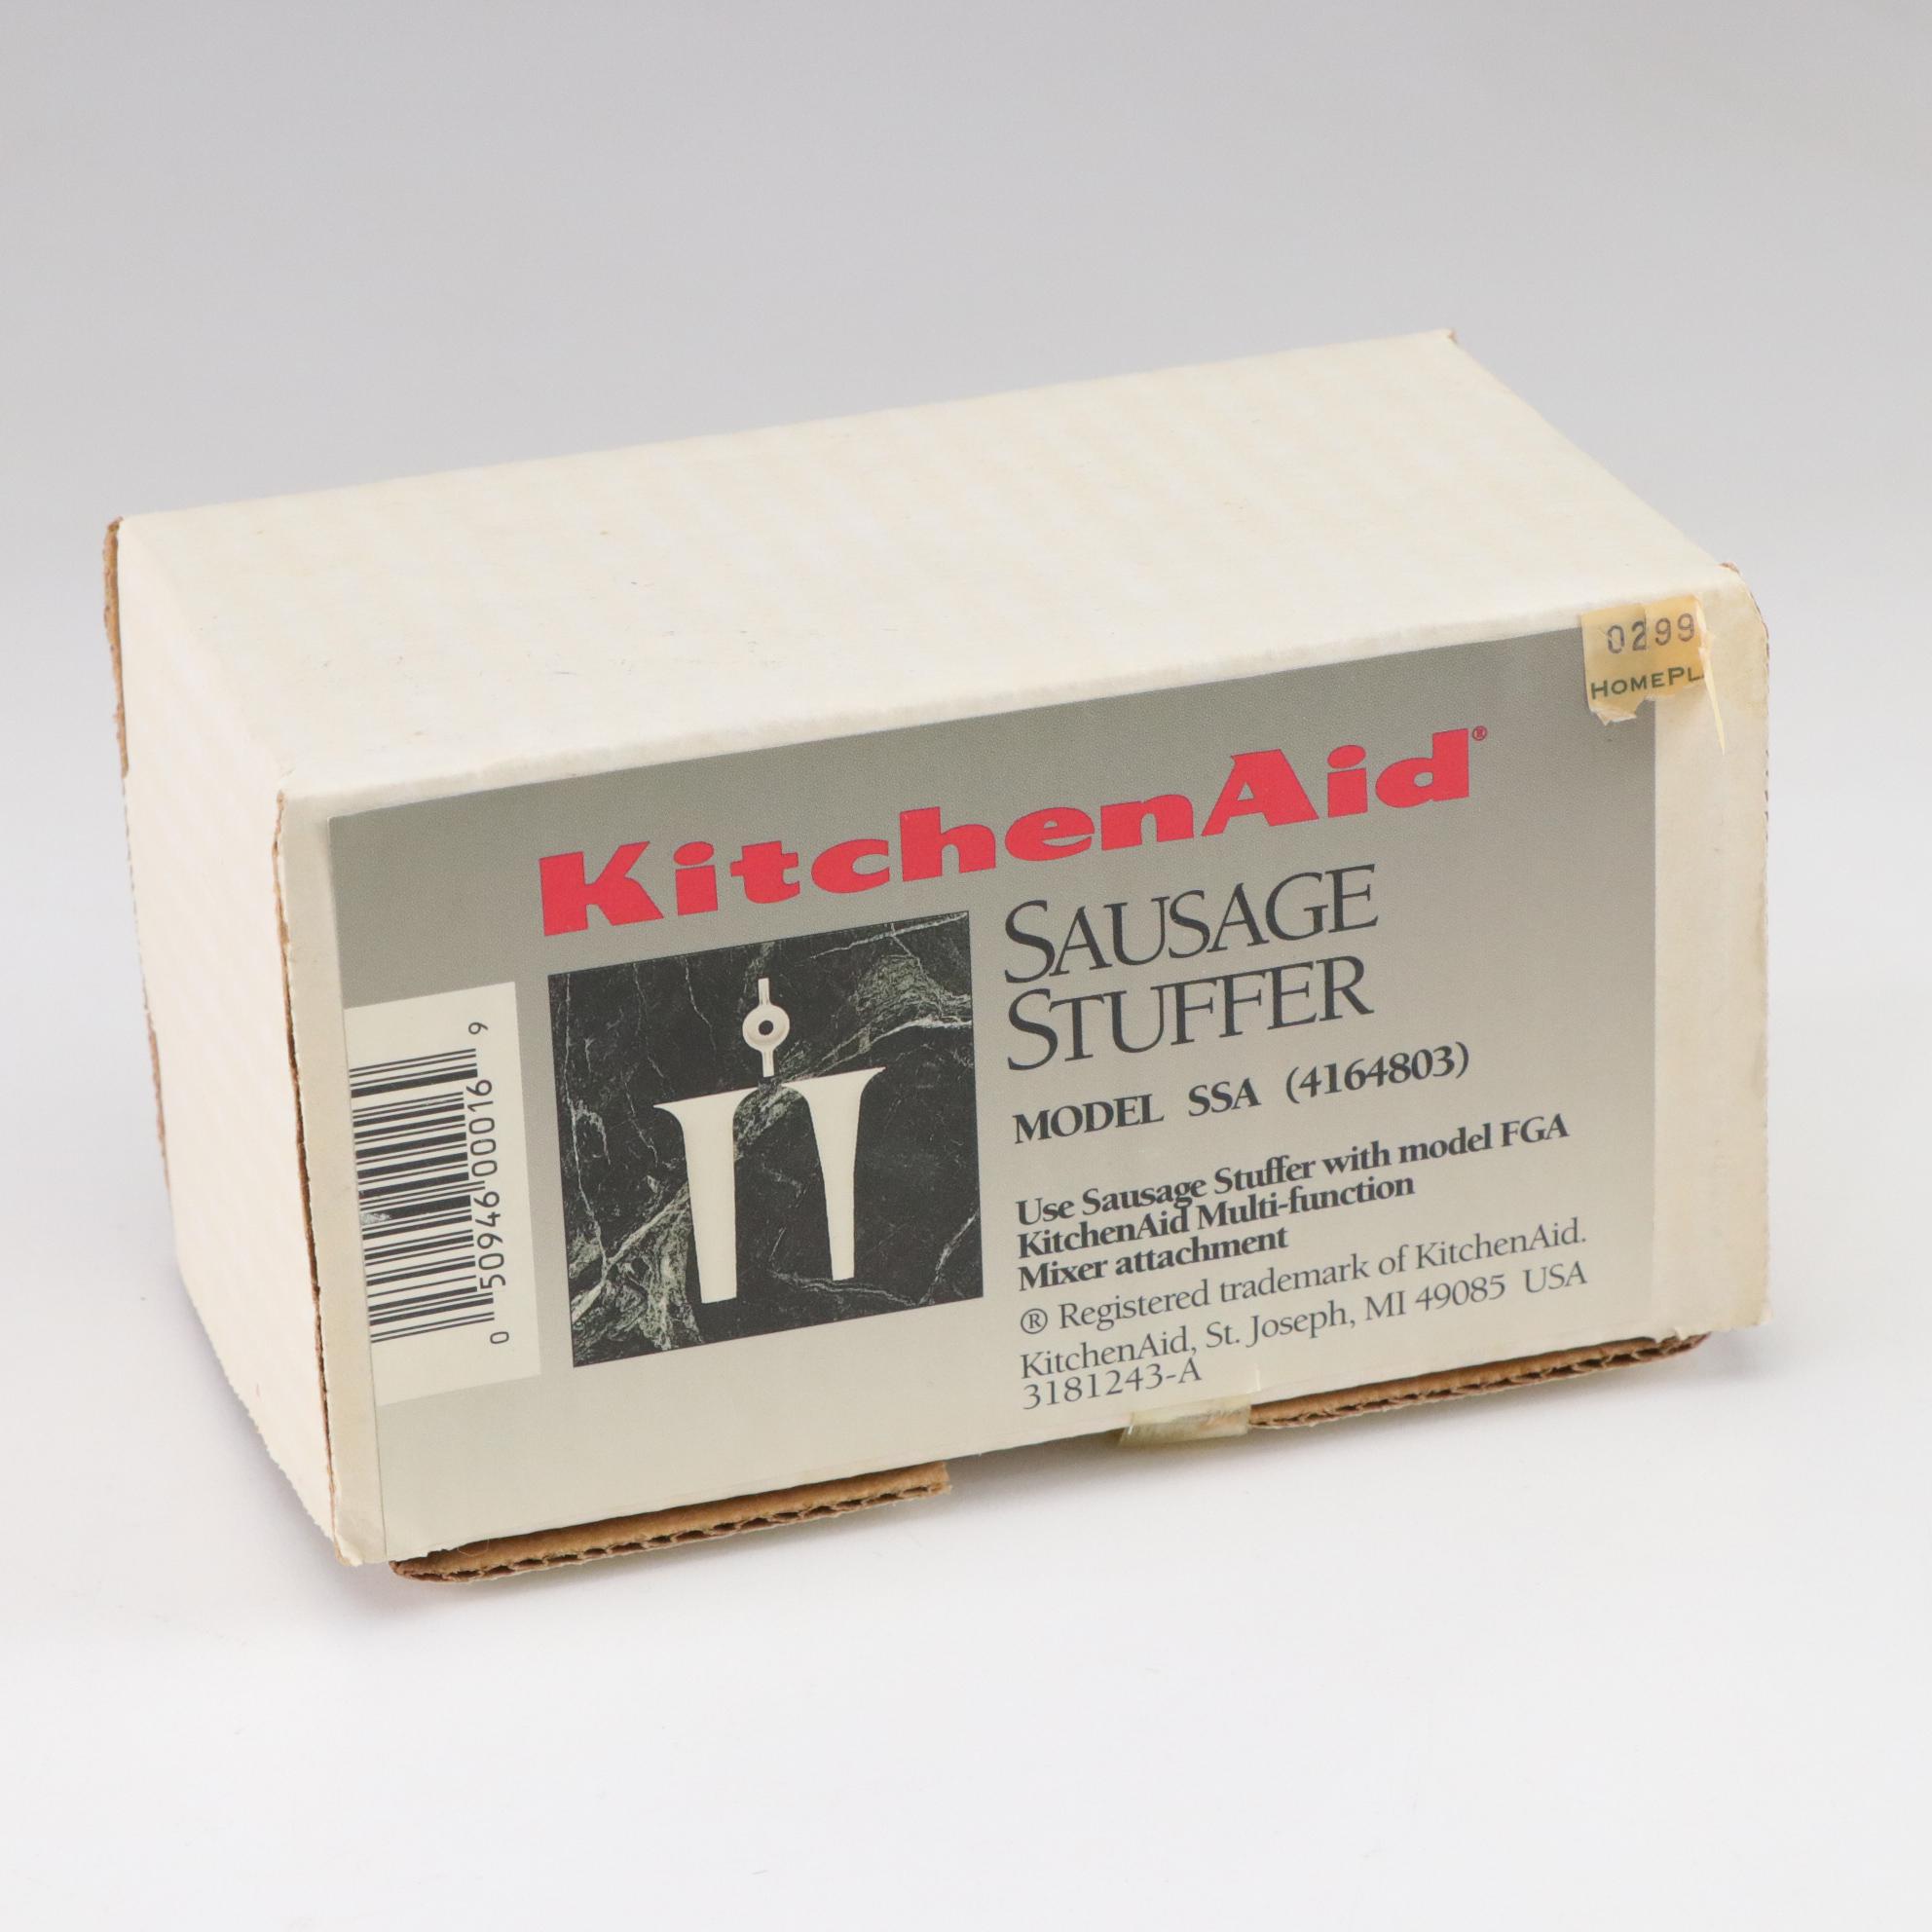 0299
HOMEPL
KitchenAid®
SAUSAGE
STUFFER
MODEL SSA (4164803)
Use Sausage Stuffer with model FGA
KitchenAid Multi-function
Mixer attachment
® Registered trademark of KitchenAid.
KitchenAid, St. Joseph, MI 49085 USA
3181243-A
0 50946 00016 9